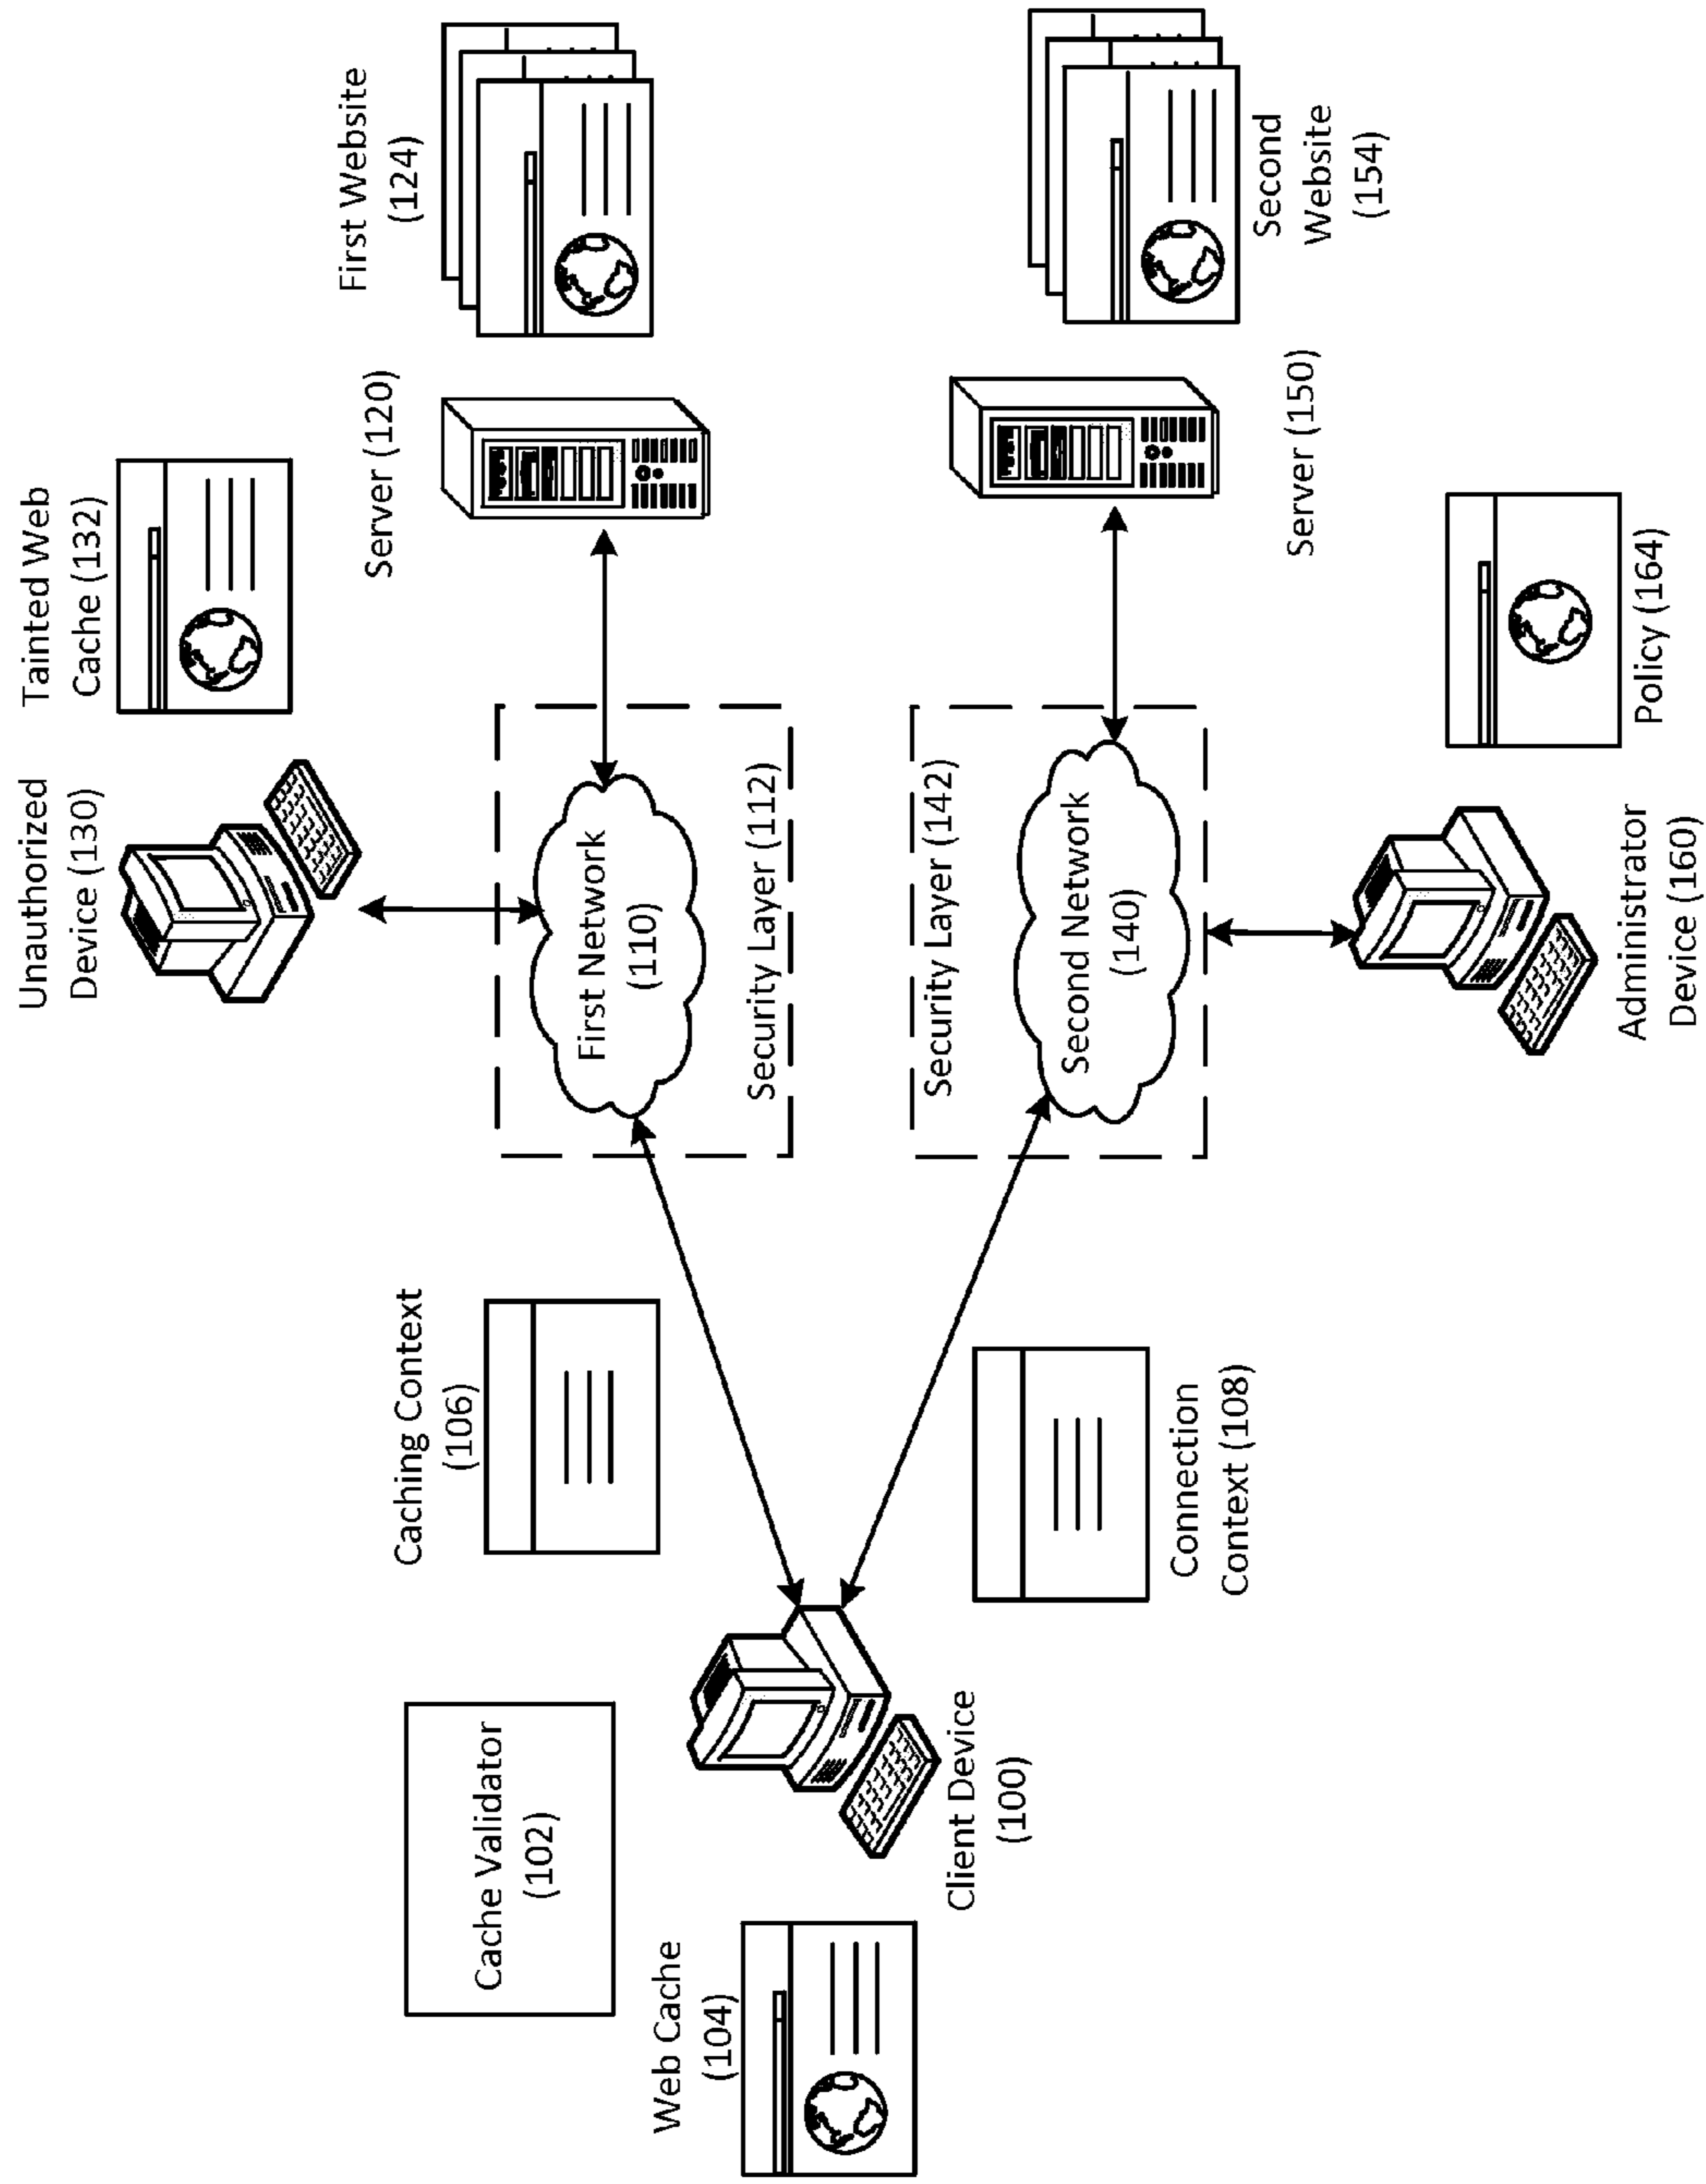 Unauthorized
Device (130)
Tainted Web
Cache (132)
First Website
(124)
Server (120)
Cache Validator
(102)
Caching Context
(106)
First Network
(110)
Security Layer (112)
Web Cache
(104)
Client Device
(100)
Security Layer (142)
Second Network
(140)
Connection
Context (108)
Server (150)
Second
Website
(154)
Administrator
Device (160)
Policy (164)